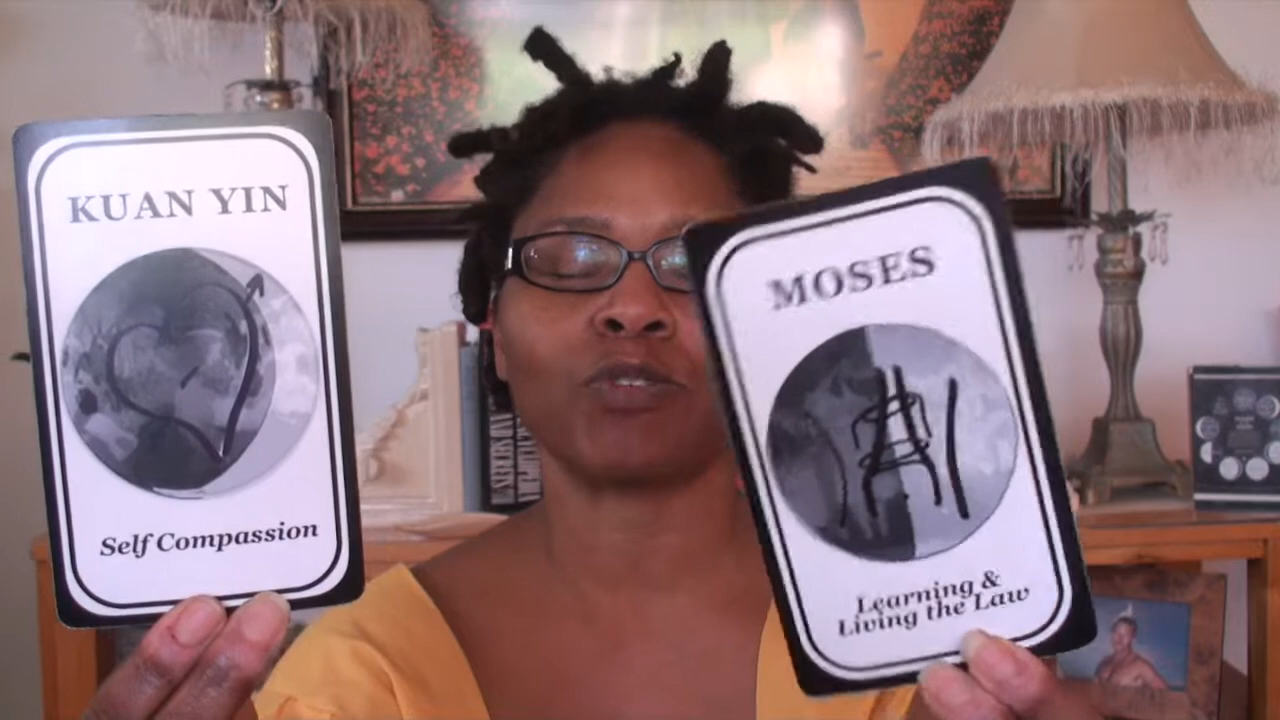 KUAN YIN
Self Compassion
MOSES
Learning &
Living the Law